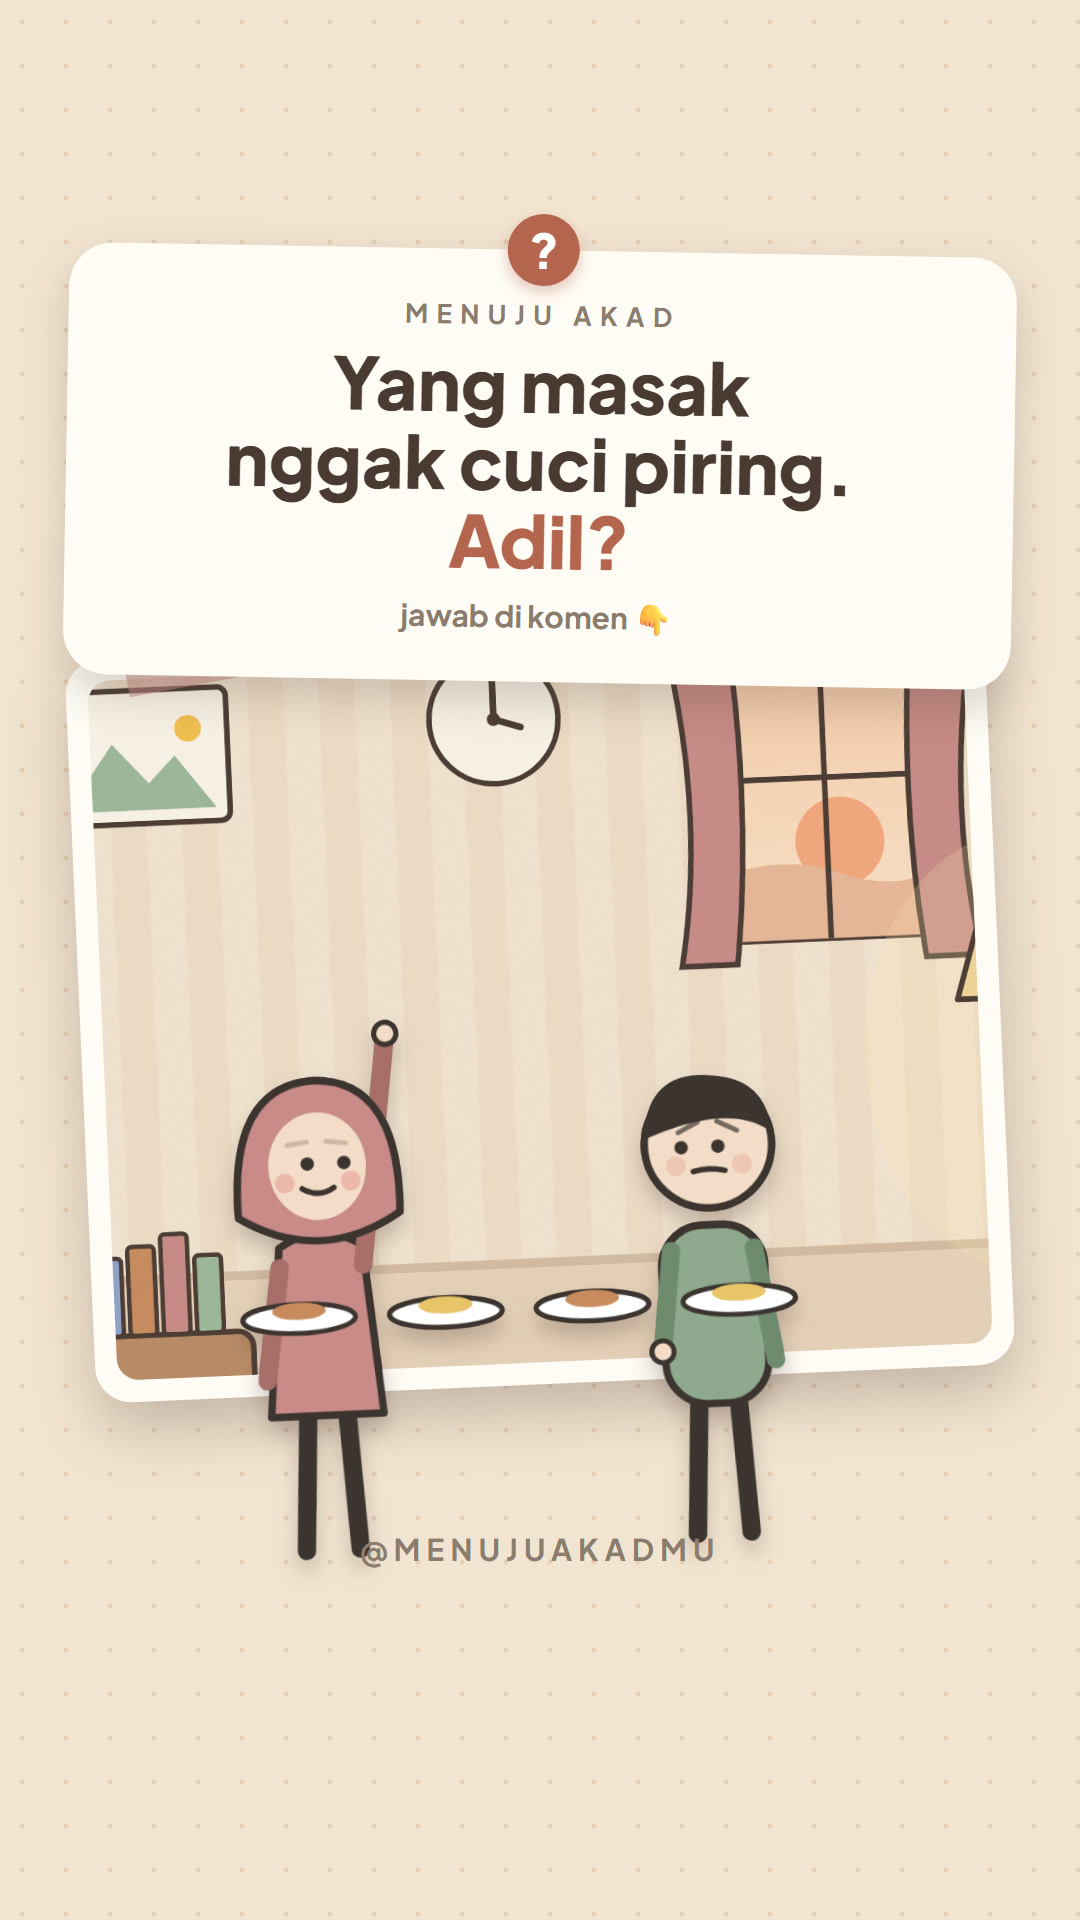 ?
MENUJU AKAD
Yang masak
nggak cuci piring.
Adil?
jawab di komen 👇
@MENUJUAKADMU